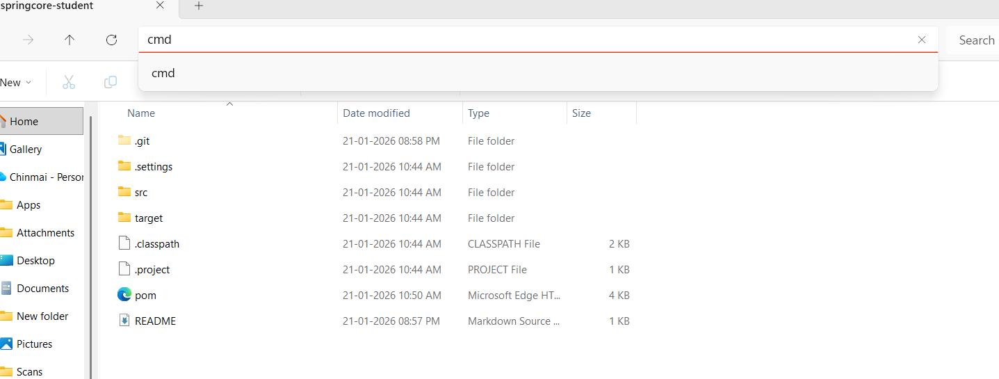 springcore-student
cmd
Search
New
cmd
Name Date modified Type Size
Home
Gallery
Chinmai - Person
Apps
Attachments
Desktop
Documents
New folder
Pictures
Scans
.git 21-01-2026 08:58 PM File folder
.settings 21-01-2026 10:44 AM File folder
src 21-01-2026 10:44 AM File folder
target 21-01-2026 10:44 AM File folder
.classpath 21-01-2026 10:44 AM CLASSPATH File 2 KB
.project 21-01-2026 10:44 AM PROJECT File 1 KB
pom 21-01-2026 10:50 AM Microsoft Edge HT... 4 KB
README 21-01-2026 08:57 PM Markdown Source ... 1 KB